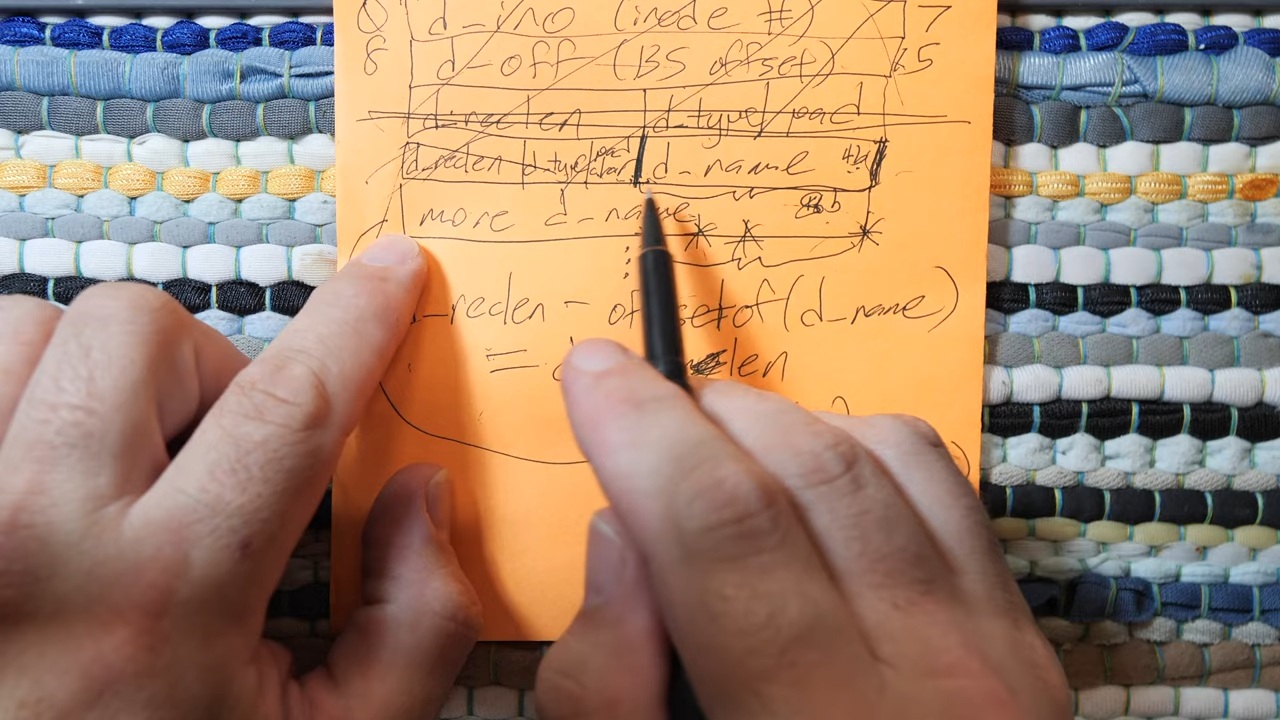 0 d_ino (inode #) 7
8 d_off (BS offset) 15
d_reclen d_type pad
d_reclen d_type pad d_name 4b
more d_name
d_reclen - offsetof(d_name)
= len